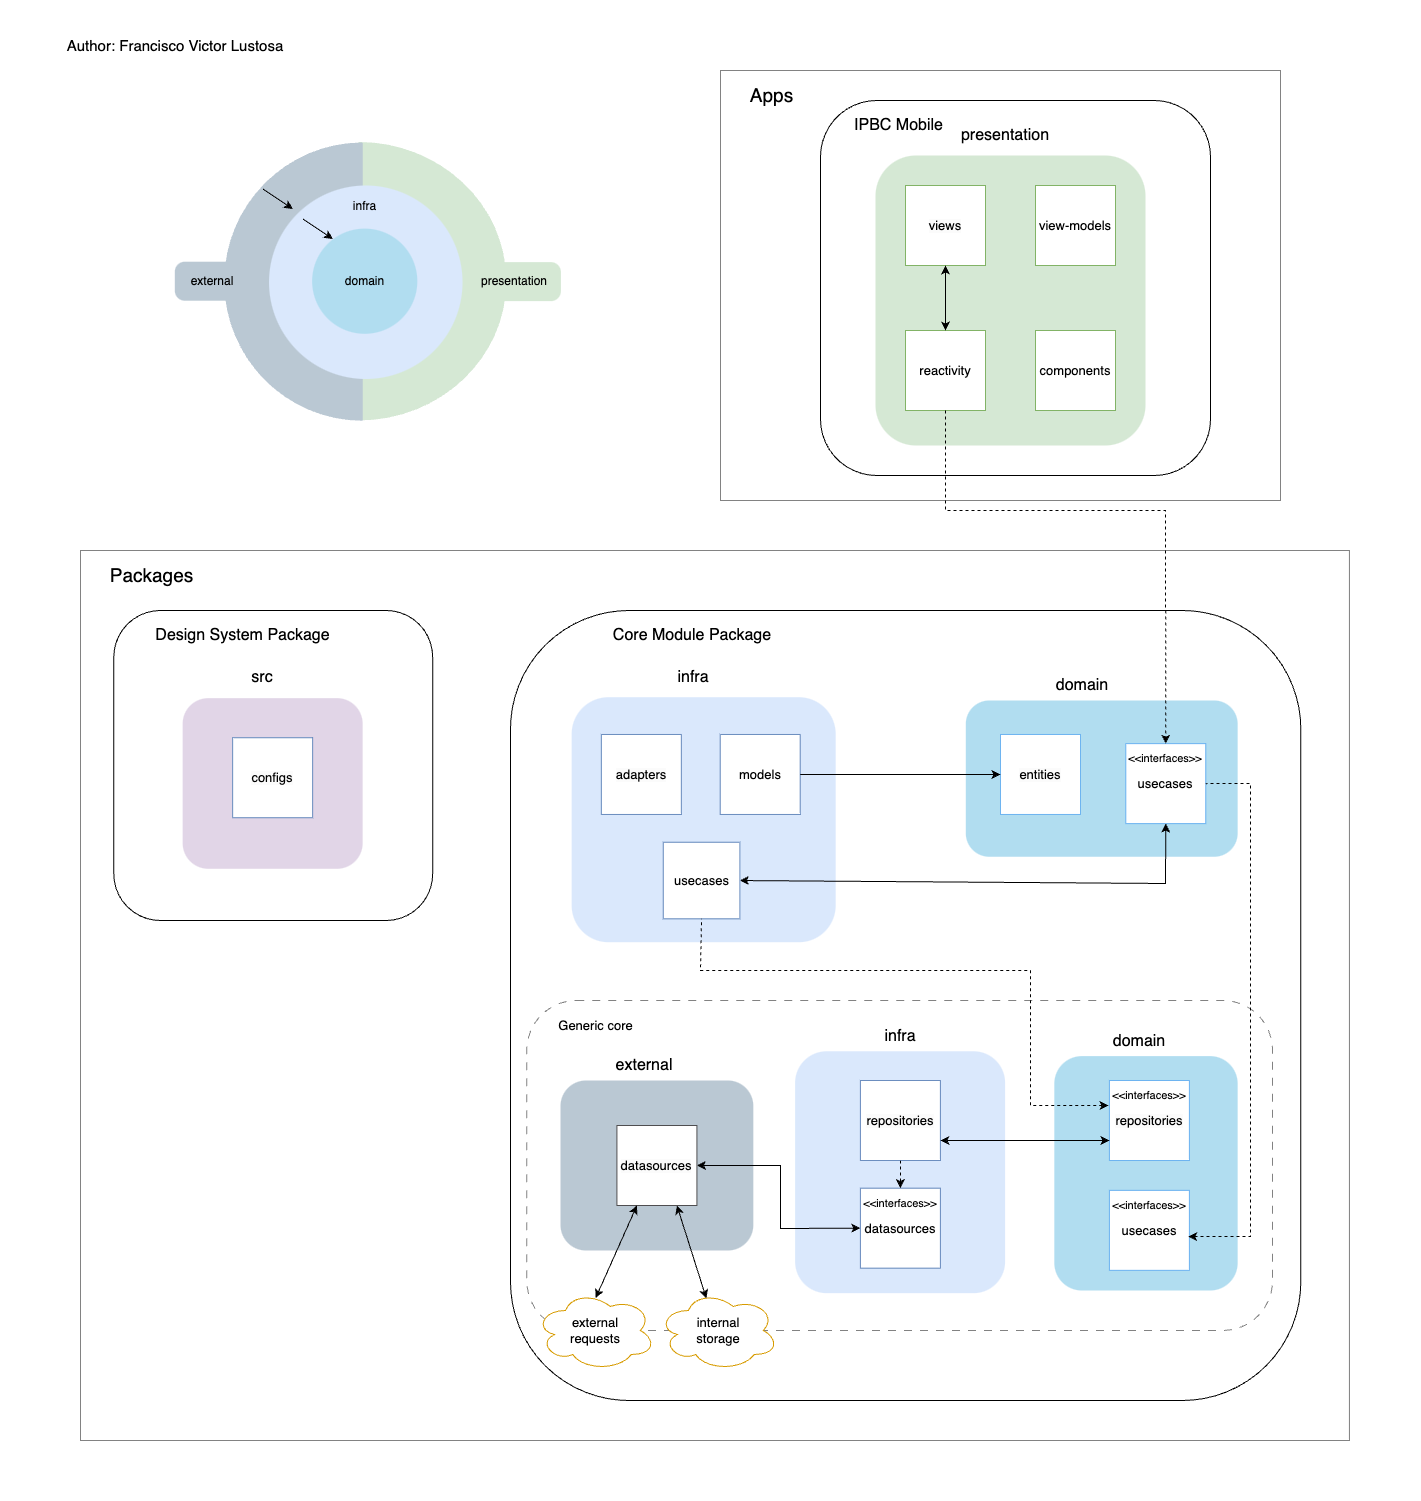 Author: Francisco Victor Lustosa
infra
external
domain
presentation
Apps
IPBC Mobile
presentation
views
view-models
reactivity
components
Packages
Design System Package
src
configs
Core Module Package
infra
domain
adapters
models
entities
<<interfaces>>
usecases
usecases
Generic core
external
infra
domain
datasources
repositories
<<interfaces>>
datasources
<<interfaces>>
repositories
<<interfaces>>
usecases
external
requests
internal
storage